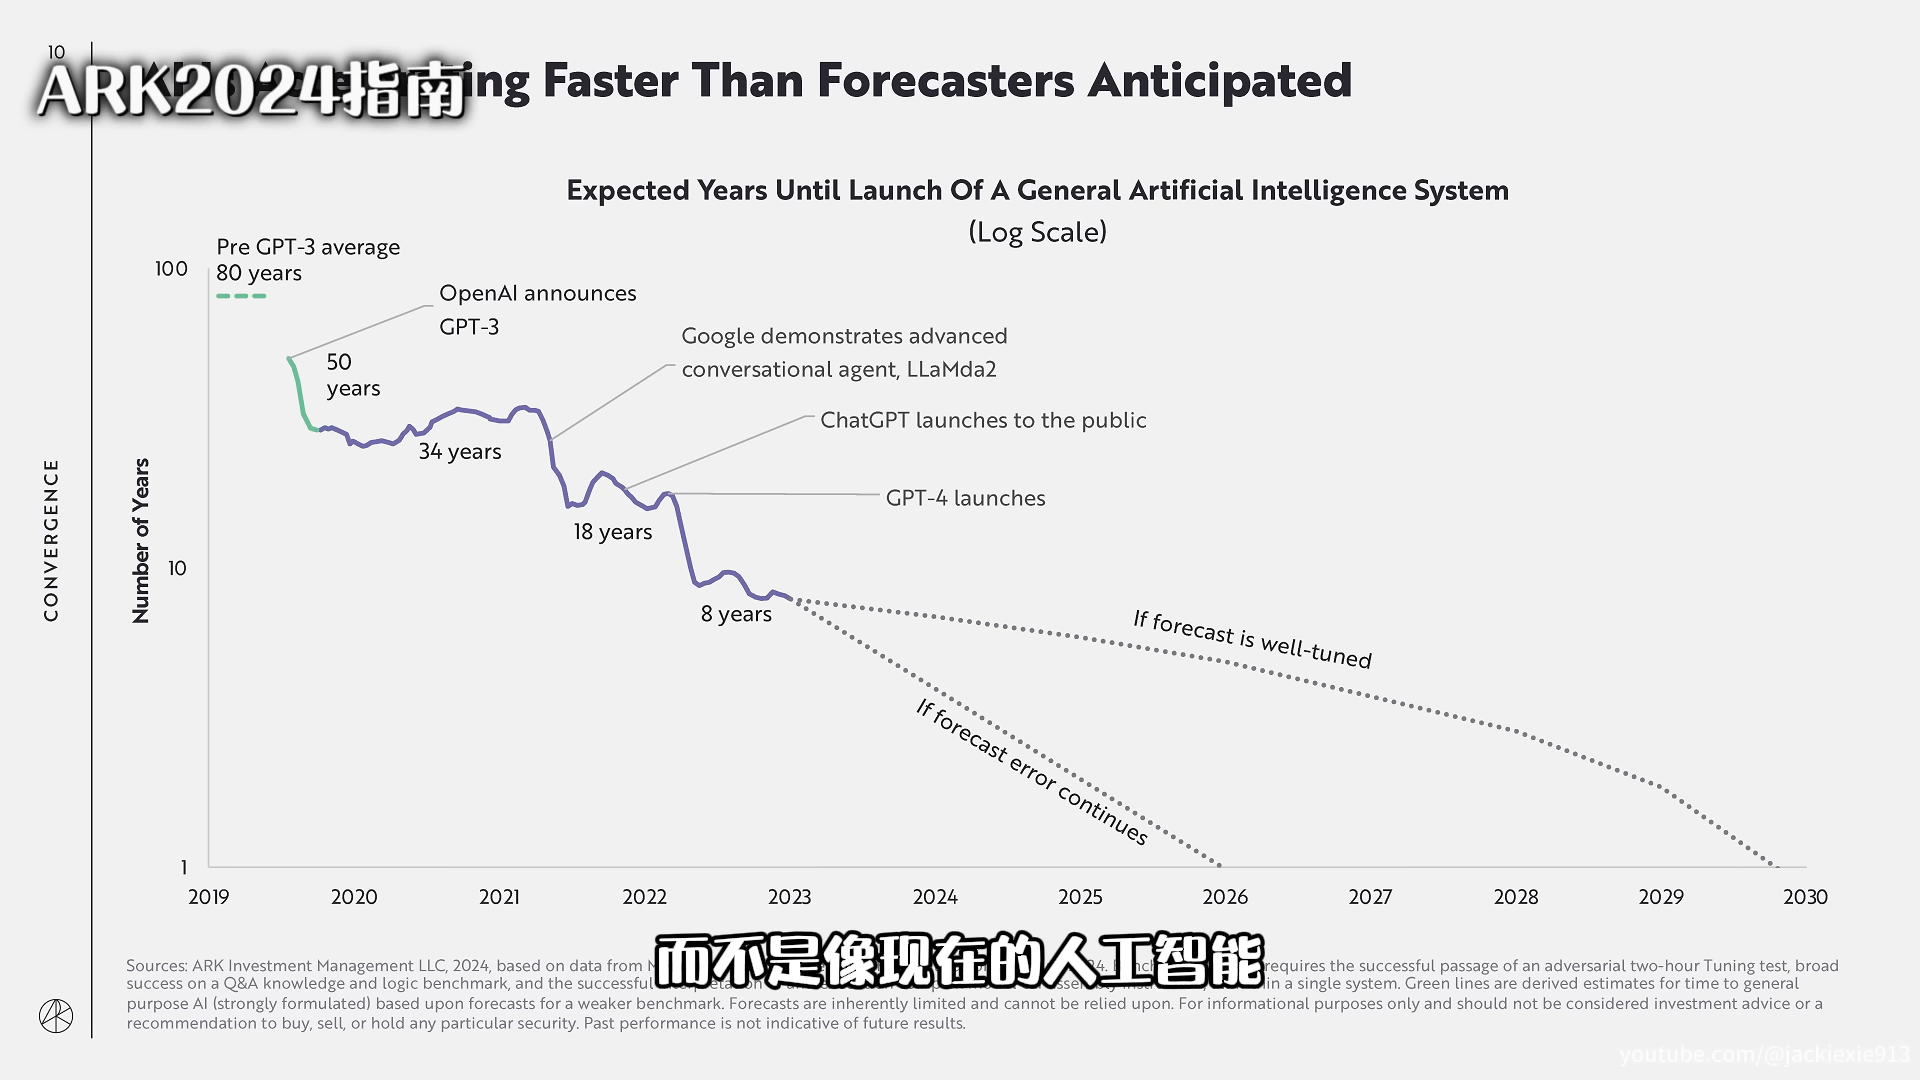 10
ARK2024指南
ing Faster Than Forecasters Anticipated
Expected Years Until Launch Of A General Artificial Intelligence System
(Log Scale)
Pre GPT-3 average
80 years
100
OpenAI announces
GPT-3
50
years
Google demonstrates advanced
conversational agent, LLaMda2
ChatGPT launches to the public
34 years
GPT-4 launches
18 years
10
8 years
If forecast is well-tuned
If forecast error continues
1
Number of Years
CONVERGENCE
2019 2020 2021 2022 2023 2024 2025 2026 2027 2028 2029 2030
而不是像现在的人工智能
Sources: ARK Investment Management LLC, 2024, based on data from requires the successful passage of an adversarial two-hour Tuning test, broad
success on a Q&A knowledge and logic benchmark, and the successful in a single system. Green lines are derived estimates for time to general
purpose AI (strongly formulated) based upon forecasts for a weaker benchmark. Forecasts are inherently limited and cannot be relied upon. For informational purposes only and should not be considered investment advice or a
recommendation to buy, sell, or hold any particular security. Past performance is not indicative of future results.
youtube.com/@jackiexie913